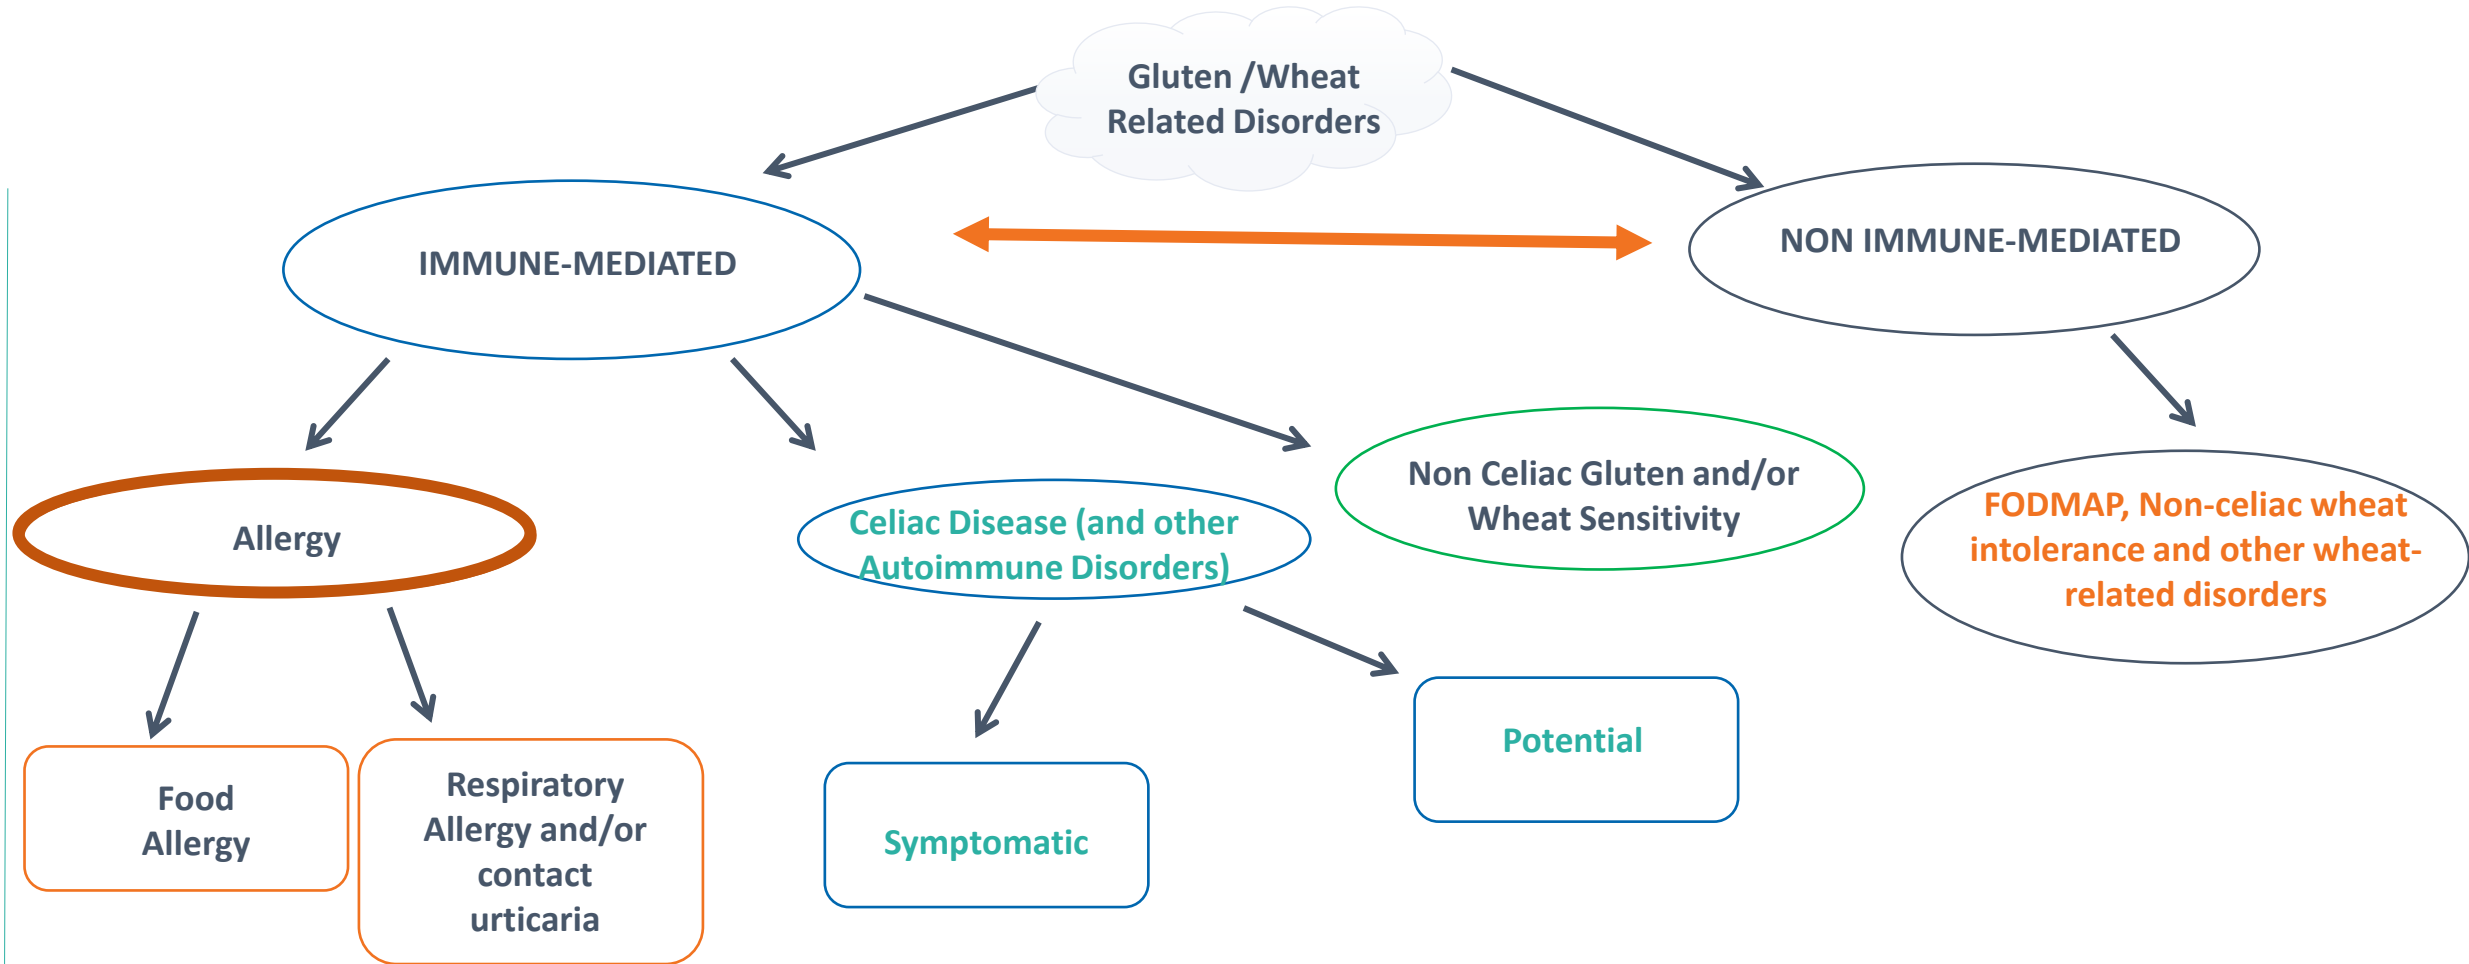 Gluten /Wheat
Related Disorders
IMMUNE-MEDIATED
NON IMMUNE-MEDIATED
Allergy
Celiac Disease (and other
Autoimmune Disorders)
Non Celiac Gluten and/or
Wheat Sensitivity
FODMAP, Non-celiac wheat
intolerance and other wheat-
related disorders
Food
Allergy
Respiratory
Allergy and/or
contact
urticaria
Symptomatic
Potential